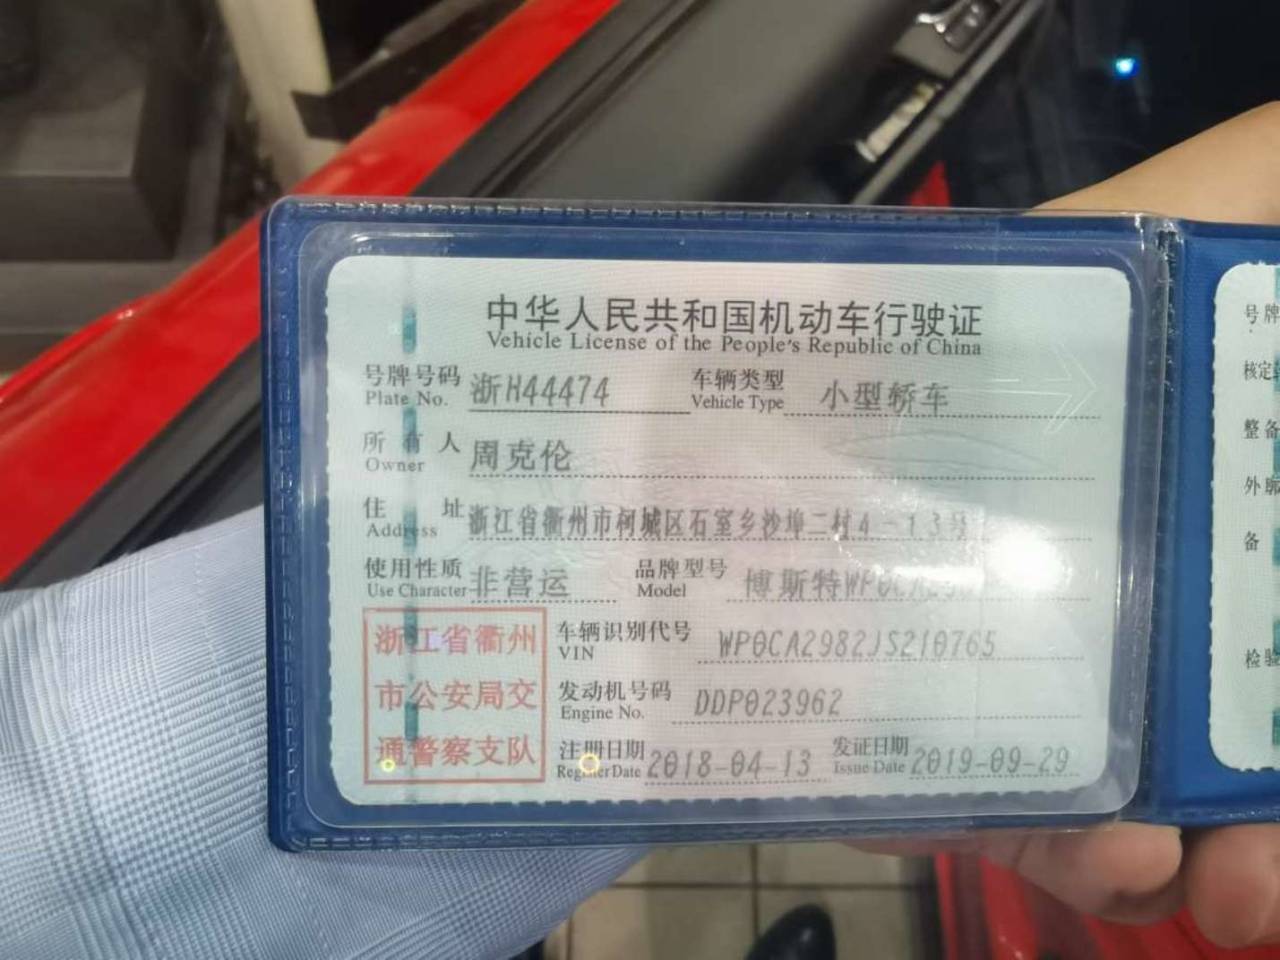 中华人民共和国机动车行驶证
Vehicle License of the People's Republic of China
号牌号码 浙H44474 车辆类型 小型轿车
Plate No. Vehicle Type
所有人 周克伦
Owner
住址 浙江省衢州市柯城区石室乡沙埠二村4-13号
Address
使用性质 非营运 品牌型号 博斯特WP0CA
Use Character Model
浙江省衢州
市公安局交
通警察支队
车辆识别代号 WP0CA2982JS210765
VIN
发动机号码 DDP023962
Engine No.
注册日期 2018-04-13 发证日期 2019-09-29
Register Date Issue Date
号牌
核定
整备
外廓
备
检验